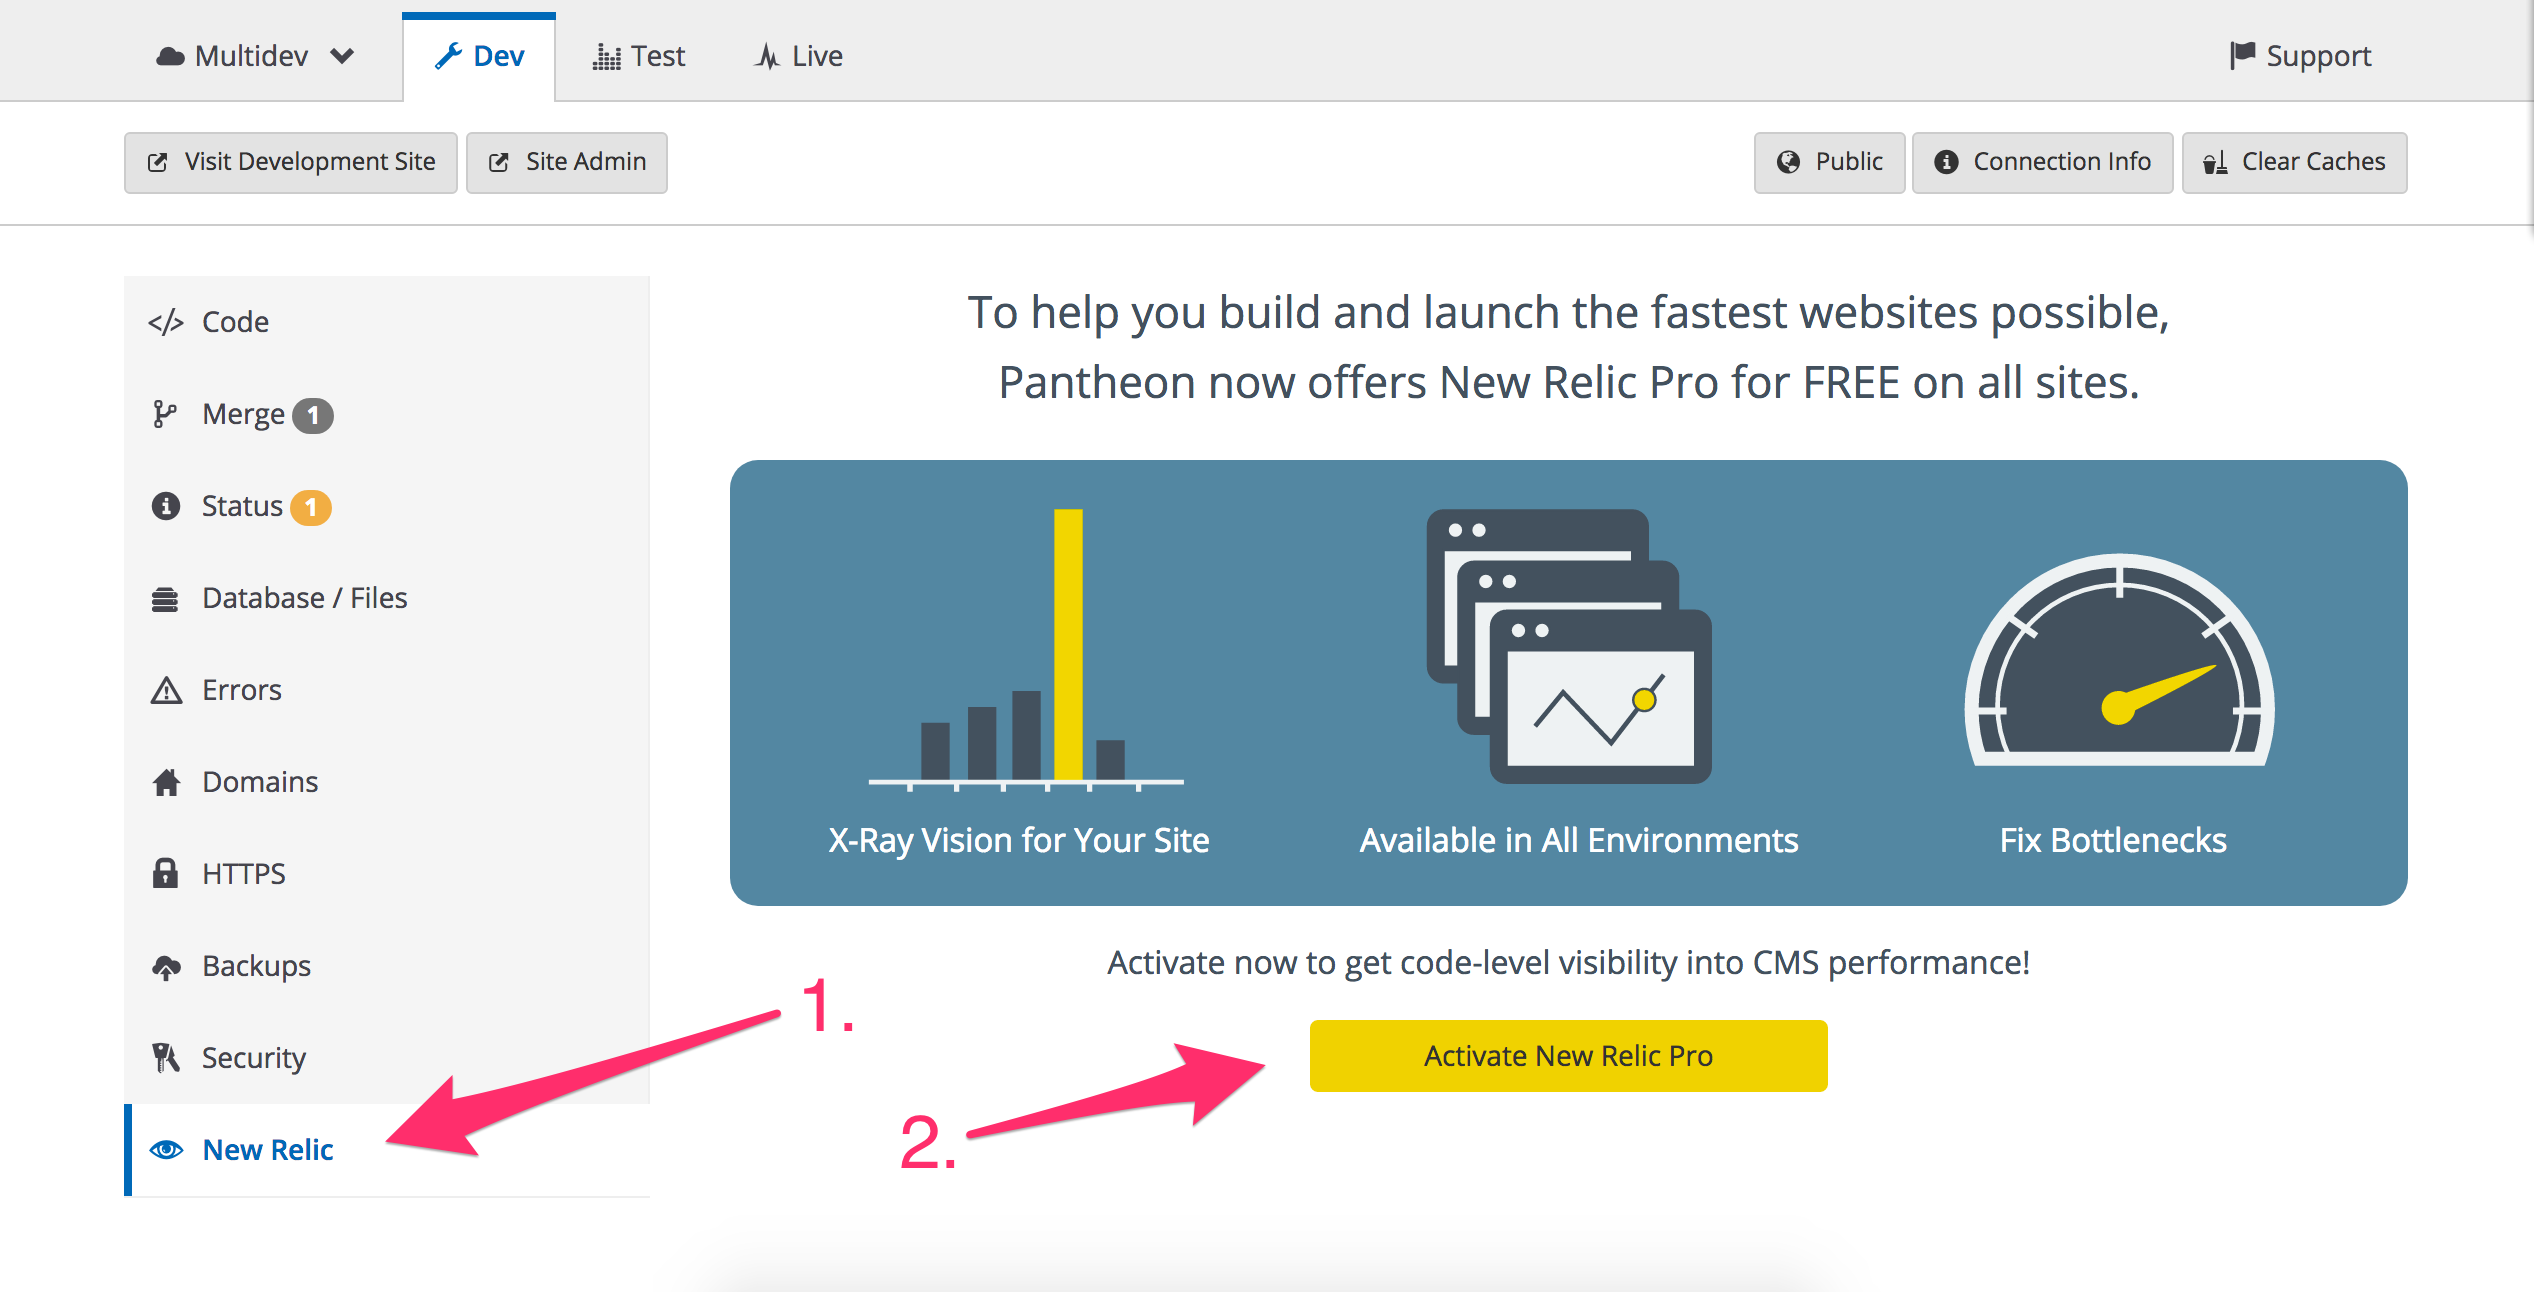 Multidev
Dev
Test
Live
Support
Visit Development Site
Site Admin
Public
Connection Info
Clear Caches
Code
Merge 1
Status 1
Database / Files
Errors
Domains
HTTPS
Backups
Security
New Relic
To help you build and launch the fastest websites possible,
Pantheon now offers New Relic Pro for FREE on all sites.
X-Ray Vision for Your Site
Available in All Environments
Fix Bottlenecks
Activate now to get code-level visibility into CMS performance!
1.
Activate New Relic Pro
2.